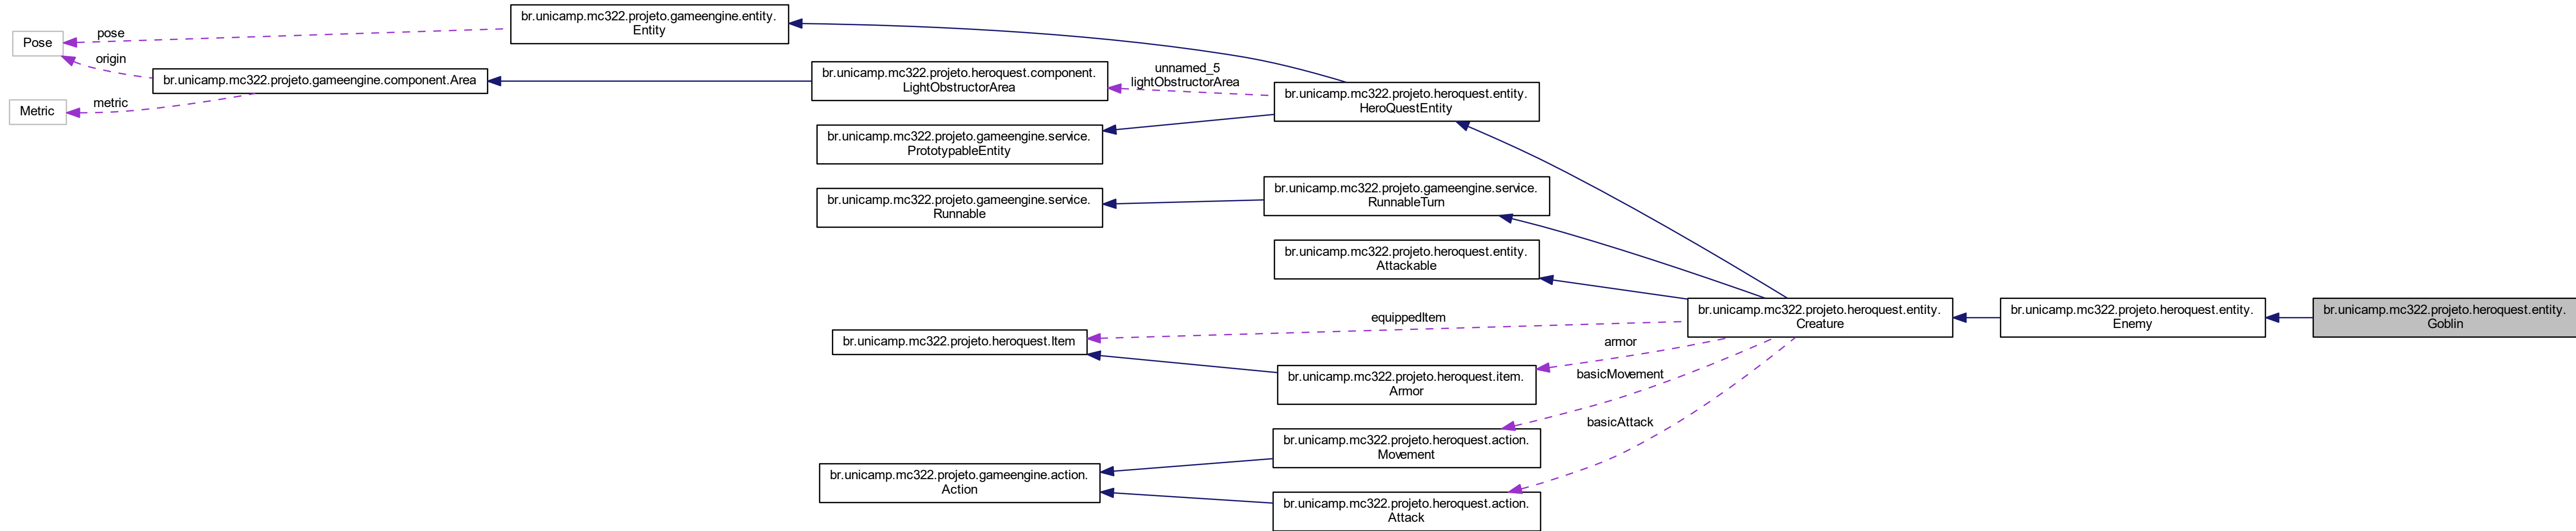 br.unicamp.mc322.projeto.gameengine.entity.
Entity
pose
Pose
origin
br.unicamp.mc322.projeto.gameengine.component.Area
metric
Metric
br.unicamp.mc322.projeto.heroquest.component.
LightObstructorArea
unnamed_5
lightObstructorArea
br.unicamp.mc322.projeto.heroquest.entity.
HeroQuestEntity
br.unicamp.mc322.projeto.gameengine.service.
PrototypableEntity
br.unicamp.mc322.projeto.gameengine.service.
Runnable
br.unicamp.mc322.projeto.gameengine.service.
RunnableTurn
br.unicamp.mc322.projeto.heroquest.entity.
Attackable
br.unicamp.mc322.projeto.heroquest.entity.
Creature
br.unicamp.mc322.projeto.heroquest.entity.
Enemy
br.unicamp.mc322.projeto.heroquest.entity.
Goblin
equippedItem
br.unicamp.mc322.projeto.heroquest.Item
armor
br.unicamp.mc322.projeto.heroquest.item.
Armor
basicMovement
br.unicamp.mc322.projeto.heroquest.action.
Movement
basicAttack
br.unicamp.mc322.projeto.gameengine.action.
Action
br.unicamp.mc322.projeto.heroquest.action.
Attack